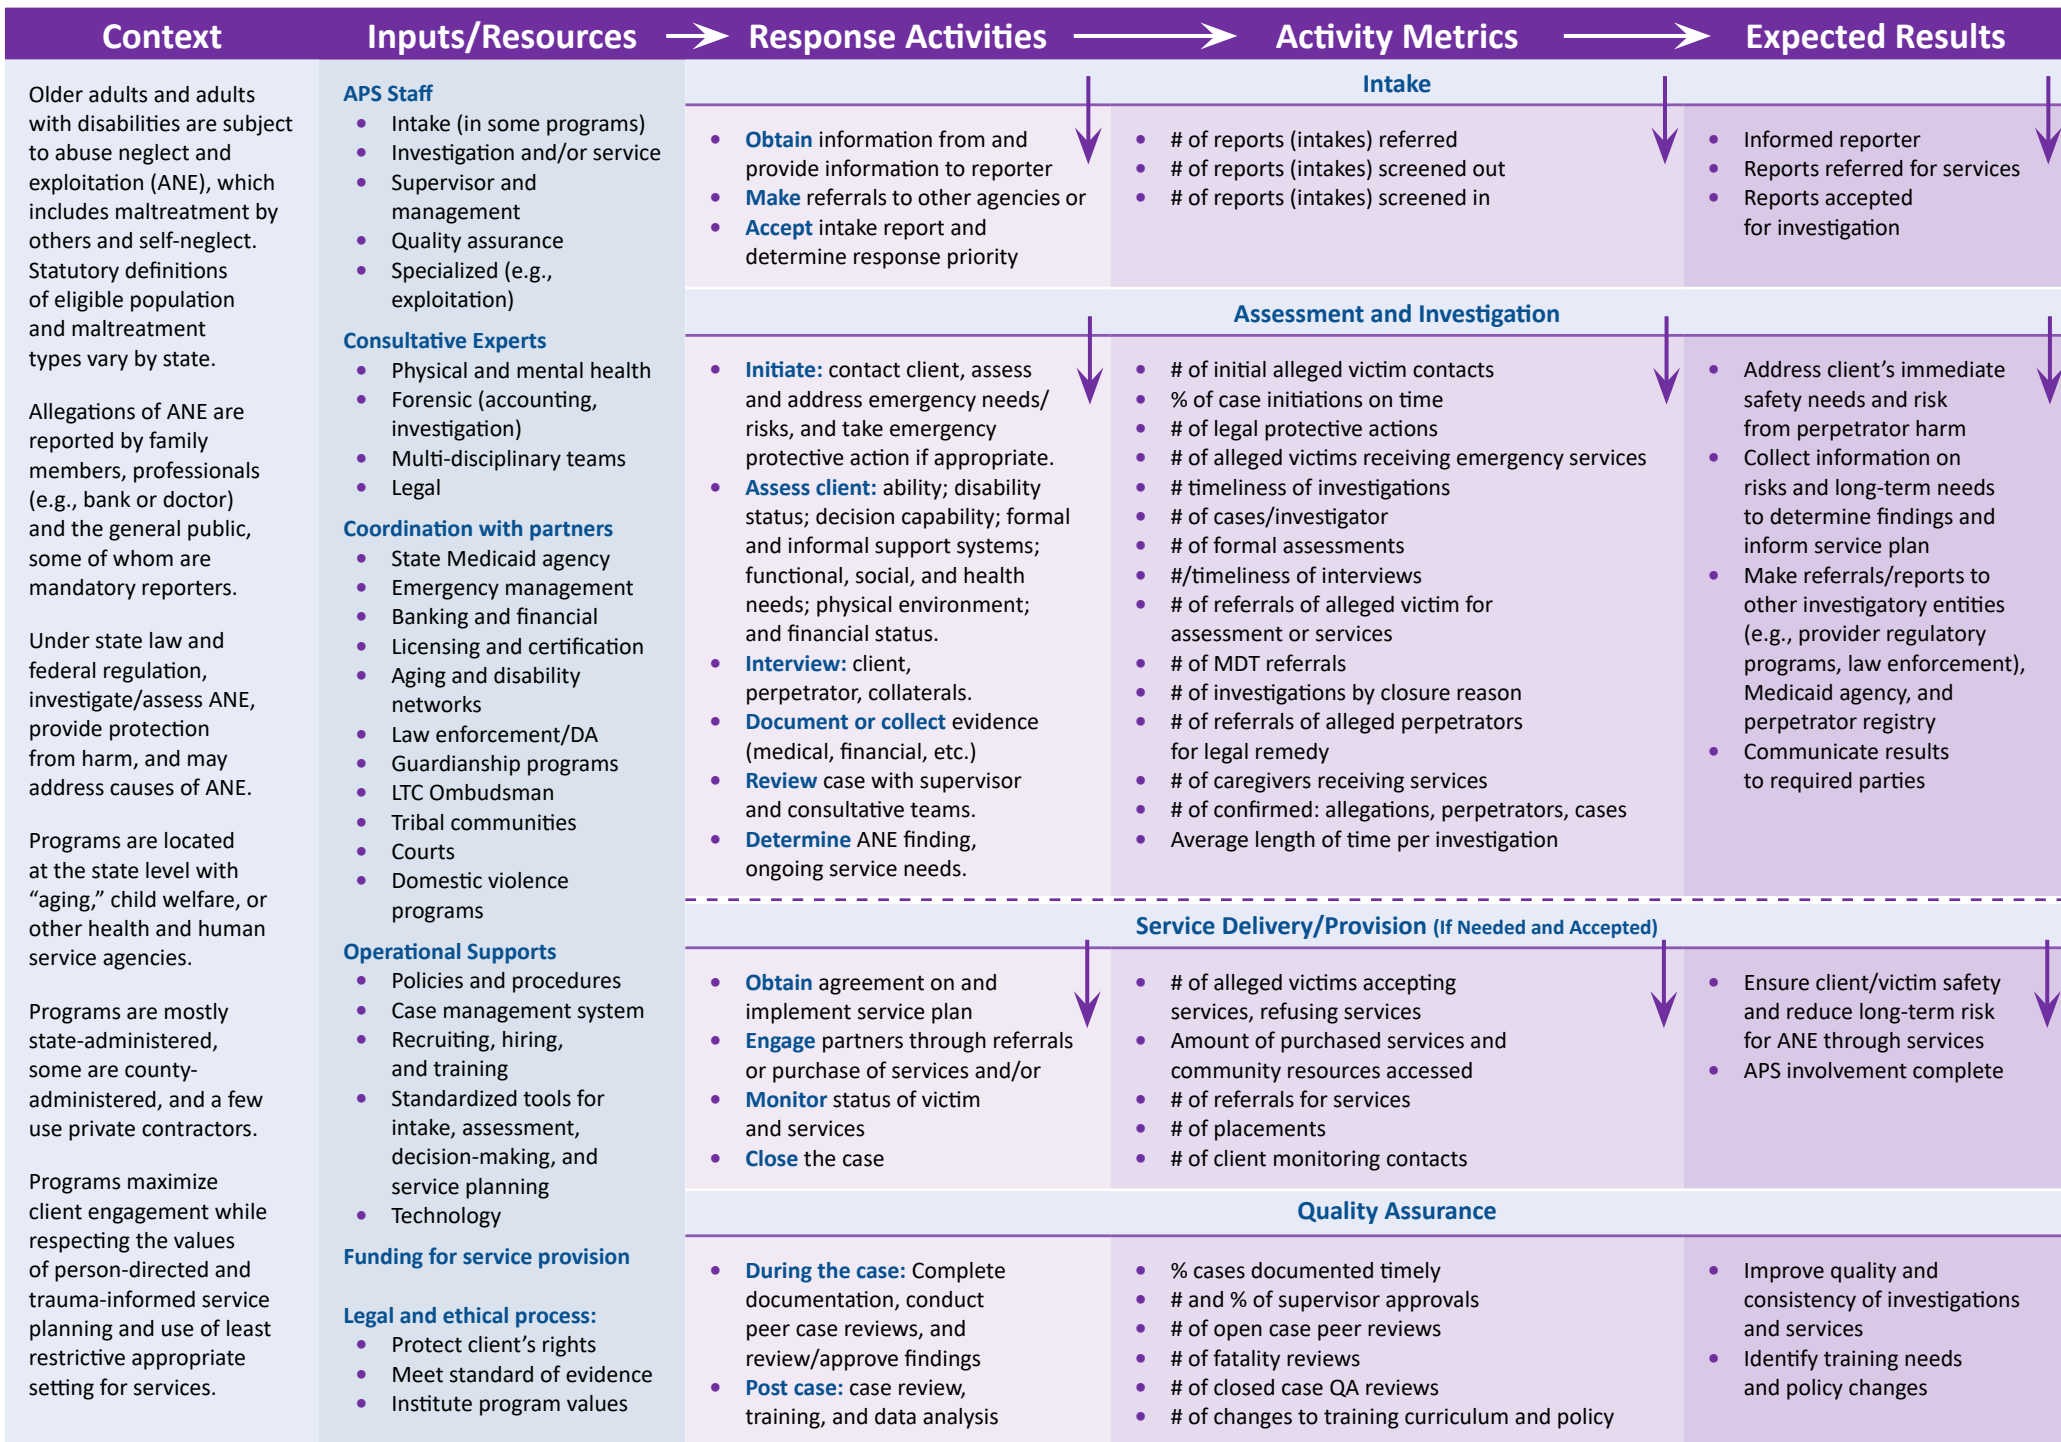 Context
Inputs/Resources
Response Activities
Activity Metrics
Expected Results
Older adults and adults
with disabilities are subject
to abuse neglect and
exploitation (ANE), which
includes maltreatment by
others and self-neglect.
Statutory definitions
of eligible population
and maltreatment
types vary by state.
Allegations of ANE are
reported by family
members, professionals
(e.g., bank or doctor)
and the general public,
some of whom are
mandatory reporters.
Under state law and
federal regulation,
investigate/assess ANE,
provide protection
from harm, and may
address causes of ANE.
Programs are located
at the state level with
“aging,” child welfare, or
other health and human
service agencies.
Programs are mostly
state-administered,
some are county-
administered, and a few
use private contractors.
Programs maximize
client engagement while
respecting the values
of person-directed and
trauma-informed service
planning and use of least
restrictive appropriate
setting for services.
APS Staff
• Intake (in some programs)
• Investigation and/or service
• Supervisor and
management
• Quality assurance
• Specialized (e.g.,
exploitation)
Consultative Experts
• Physical and mental health
• Forensic (accounting,
investigation)
• Multi-disciplinary teams
• Legal
Coordination with partners
• State Medicaid agency
• Emergency management
• Banking and financial
• Licensing and certification
• Aging and disability
networks
• Law enforcement/DA
• Guardianship programs
• LTC Ombudsman
• Tribal communities
• Courts
• Domestic violence
programs
Operational Supports
• Policies and procedures
• Case management system
• Recruiting, hiring,
and training
• Standardized tools for
intake, assessment,
decision-making, and
service planning
• Technology
Funding for service provision
Legal and ethical process:
• Protect client’s rights
• Meet standard of evidence
• Institute program values
Intake
• Obtain information from and
provide information to reporter
• Make referrals to other agencies or
• Accept intake report and
determine response priority
• # of reports (intakes) referred
• # of reports (intakes) screened out
• # of reports (intakes) screened in
• Informed reporter
• Reports referred for services
• Reports accepted
for investigation
Assessment and Investigation
• Initiate: contact client, assess
and address emergency needs/
risks, and take emergency
protective action if appropriate.
• Assess client: ability; disability
status; decision capability; formal
and informal support systems;
functional, social, and health
needs; physical environment;
and financial status.
• Interview: client,
perpetrator, collaterals.
• Document or collect evidence
(medical, financial, etc.)
• Review case with supervisor
and consultative teams.
• Determine ANE finding,
ongoing service needs.
• # of initial alleged victim contacts
• % of case initiations on time
• # of legal protective actions
• # of alleged victims receiving emergency services
• # timeliness of investigations
• # of cases/investigator
• # of formal assessments
• #/timeliness of interviews
• # of referrals of alleged victim for
assessment or services
• # of MDT referrals
• # of investigations by closure reason
• # of referrals of alleged perpetrators
for legal remedy
• # of caregivers receiving services
• # of confirmed: allegations, perpetrators, cases
• Average length of time per investigation
• Address client’s immediate
safety needs and risk
from perpetrator harm
• Collect information on
risks and long-term needs
to determine findings and
inform service plan
• Make referrals/reports to
other investigatory entities
(e.g., provider regulatory
programs, law enforcement),
Medicaid agency, and
perpetrator registry
• Communicate results
to required parties
Service Delivery/Provision (If Needed and Accepted)
• Obtain agreement on and
implement service plan
• Engage partners through referrals
or purchase of services and/or
• Monitor status of victim
and services
• Close the case
• # of alleged victims accepting
services, refusing services
• Amount of purchased services and
community resources accessed
• # of referrals for services
• # of placements
• # of client monitoring contacts
• Ensure client/victim safety
and reduce long-term risk
for ANE through services
• APS involvement complete
Quality Assurance
• During the case: Complete
documentation, conduct
peer case reviews, and
review/approve findings
• Post case: case review,
training, and data analysis
• % cases documented timely
• # and % of supervisor approvals
• # of open case peer reviews
• # of fatality reviews
• # of closed case QA reviews
• # of changes to training curriculum and policy
• Improve quality and
consistency of investigations
and services
• Identify training needs
and policy changes